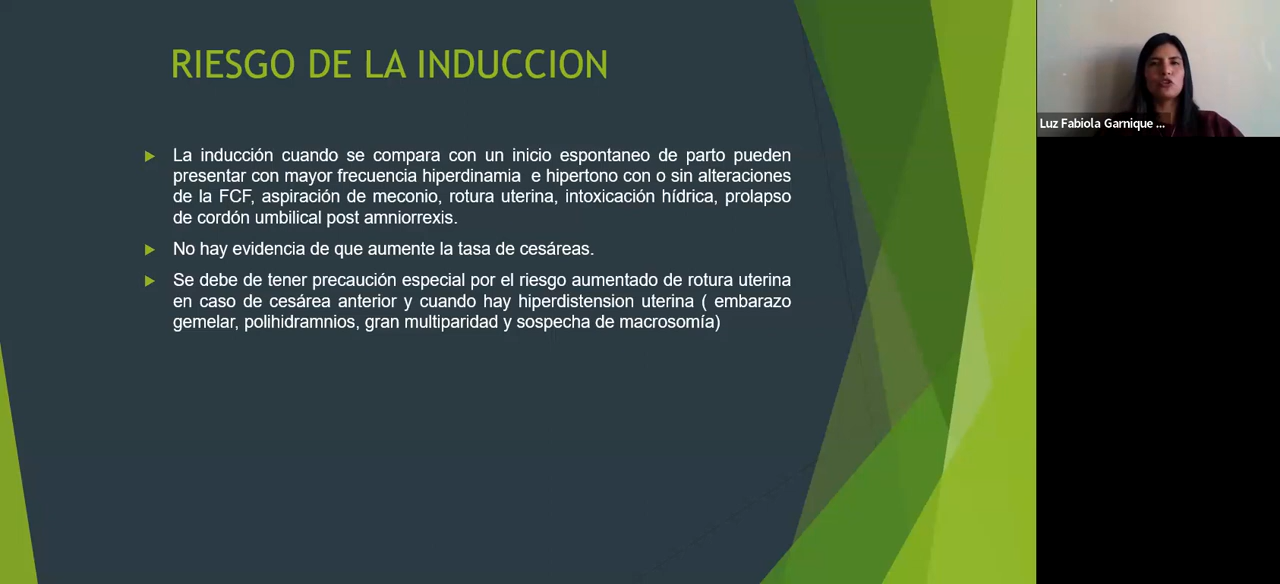 RIESGO DE LA INDUCCION
La inducción cuando se compara con un inicio espontaneo de parto pueden
presentar con mayor frecuencia hiperdinamia e hipertono con o sin alteraciones
de la FCF, aspiración de meconio, rotura uterina, intoxicación hídrica, prolapso
de cordón umbilical post amniorrexis.
No hay evidencia de que aumente la tasa de cesáreas.
Se debe de tener precaución especial por el riesgo aumentado de rotura uterina
en caso de cesárea anterior y cuando hay hiperdistension uterina ( embarazo
gemelar, polihidramnios, gran multiparidad y sospecha de macrosomía)
Luz Fabiola Garnique ...